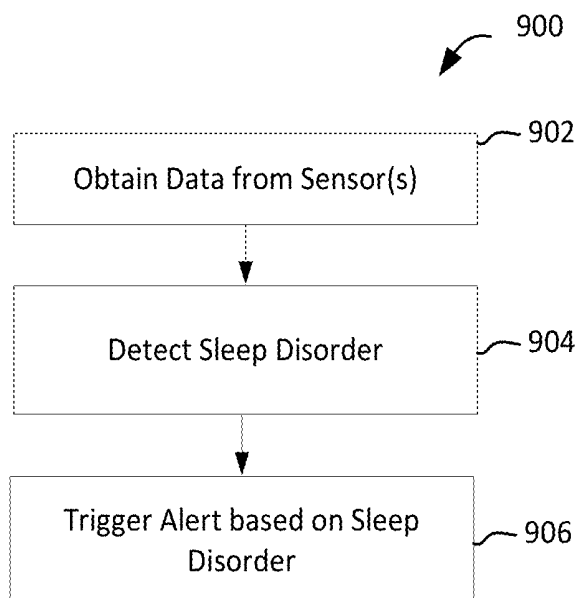 900
902
Obtain Data from Sensor(s)
Detect Sleep Disorder
904
Trigger Alert based on Sleep
Disorder
906